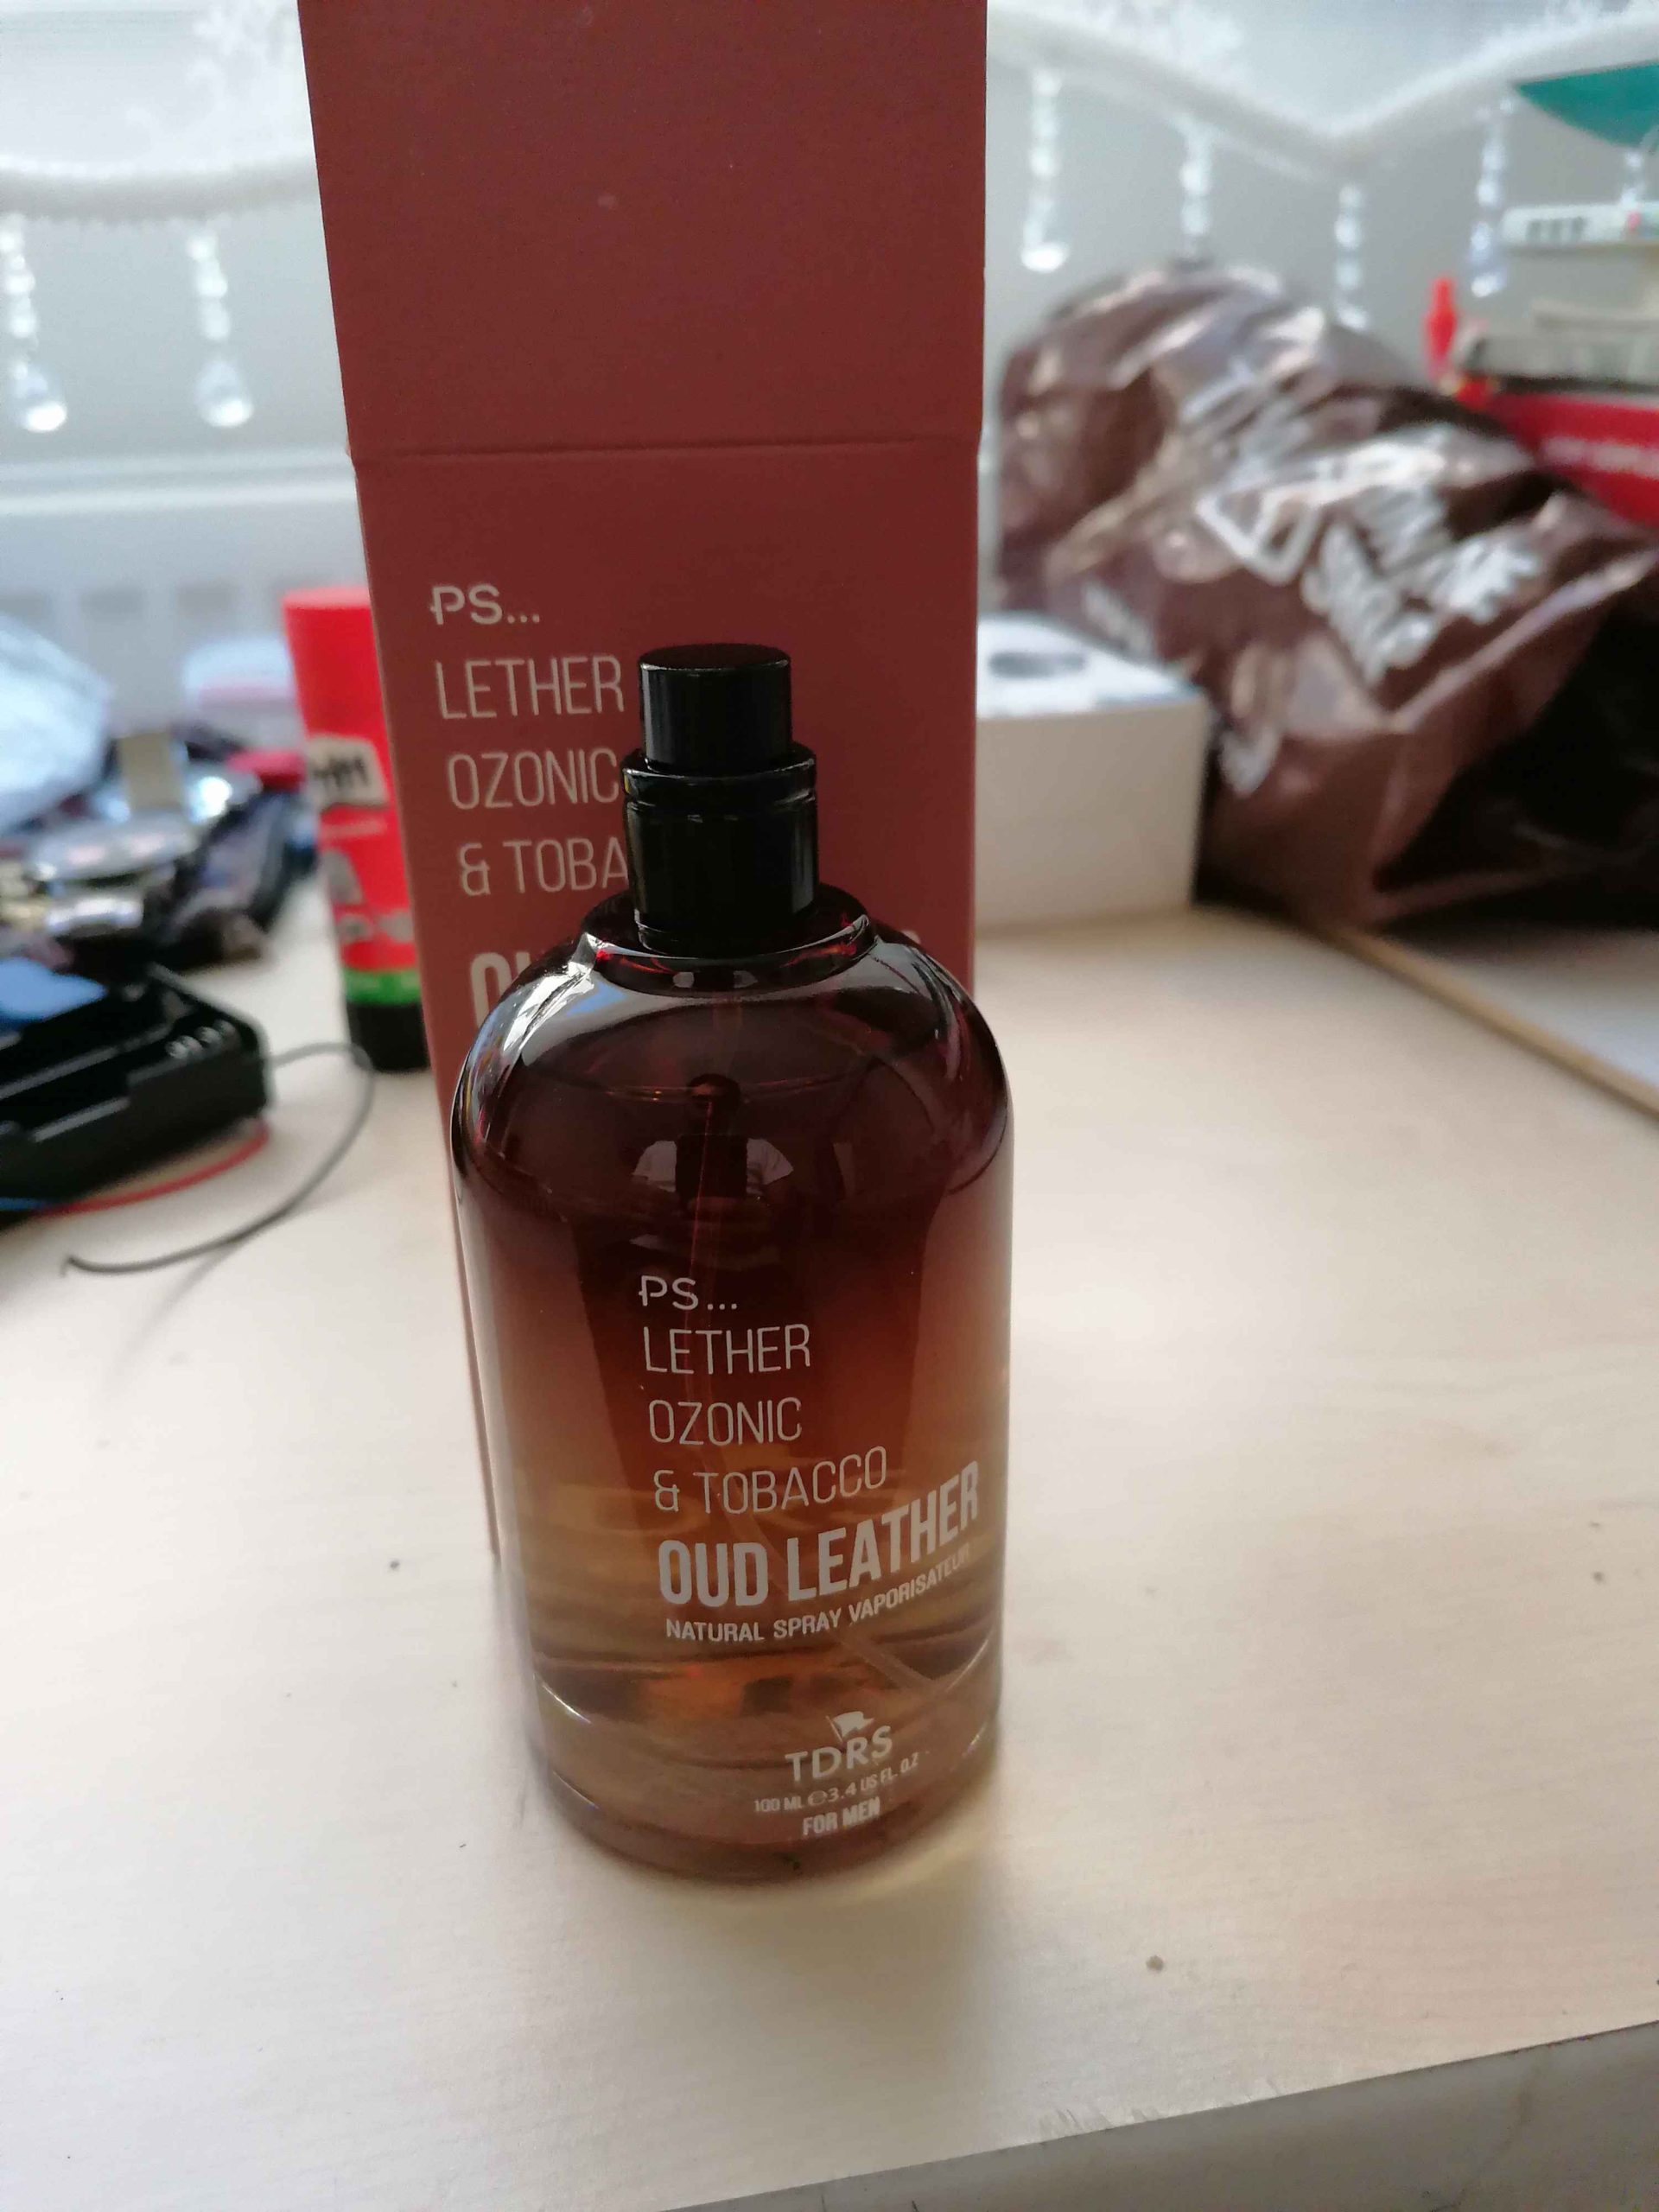 PS...
LETHER
OZONIC
& TOBA
PS...
LETHER
OZONIC
& TOBACCO
OUD LEATHER
NATURAL SPRAY VAPORISATEUR
TDRS
100 ML ℮3.4 US FL. O.Z
FOR MEN